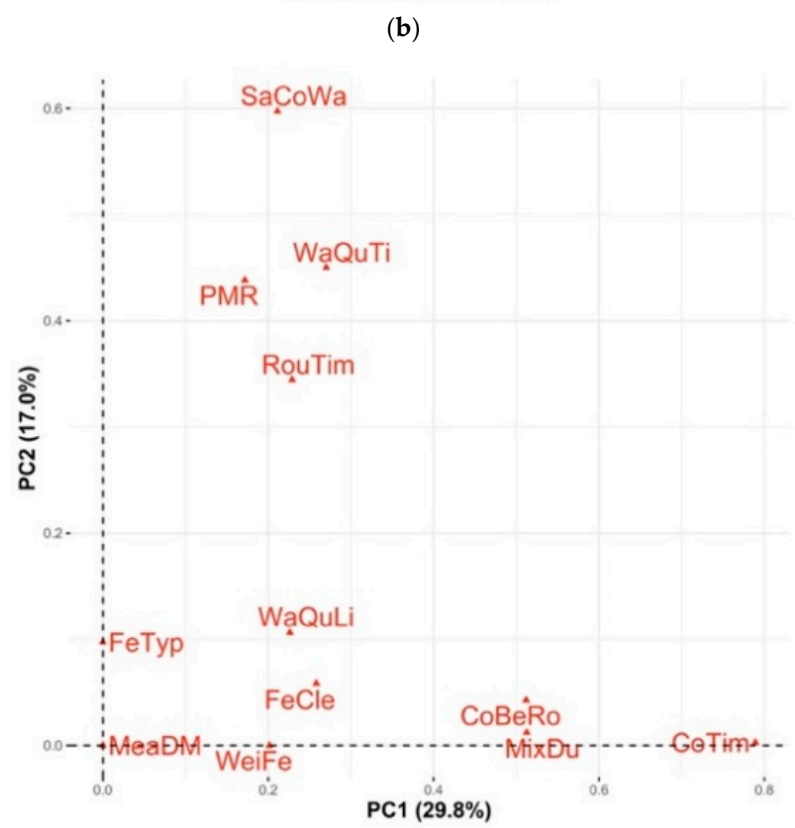 (b)
SaCoWa
0.6
WaQuTi
PMR
0.4
RouTim
PC2 (17.0%)
0.2
WaQuLi
FeTyp
FeCle
CoBeRo
0.0
MeaDM
WeiFe
MixDu
CoTim
0.0 0.2 0.4 0.6 0.8
PC1 (29.8%)